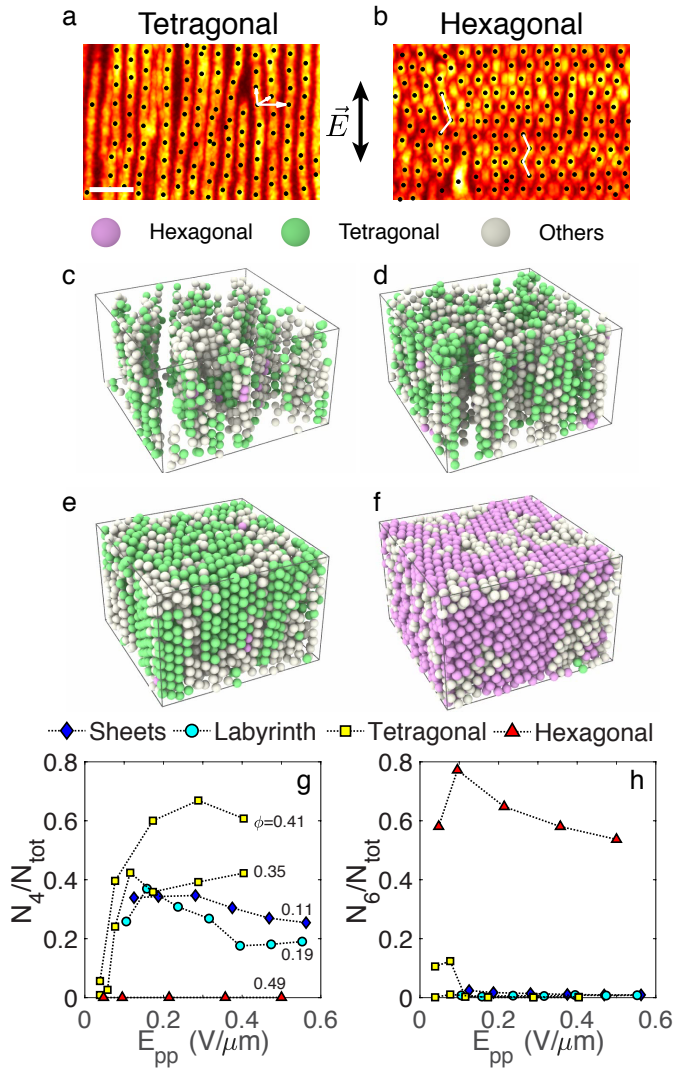 a Tetragonal b Hexagonal
E
Hexagonal Tetragonal Others
c d
e f
Sheets Labyrinth Tetragonal Hexagonal
g
0.8
0.6
0.4
0.2
0
N4/Ntot
ϕ=0.41
0.35
0.11
0.19
0.49
0 0.2 0.4 0.6
Epp (V/μm)
h
0.8
0.6
0.4
0.2
0
N6/Ntot
0 0.2 0.4 0.6
Epp (V/μm)